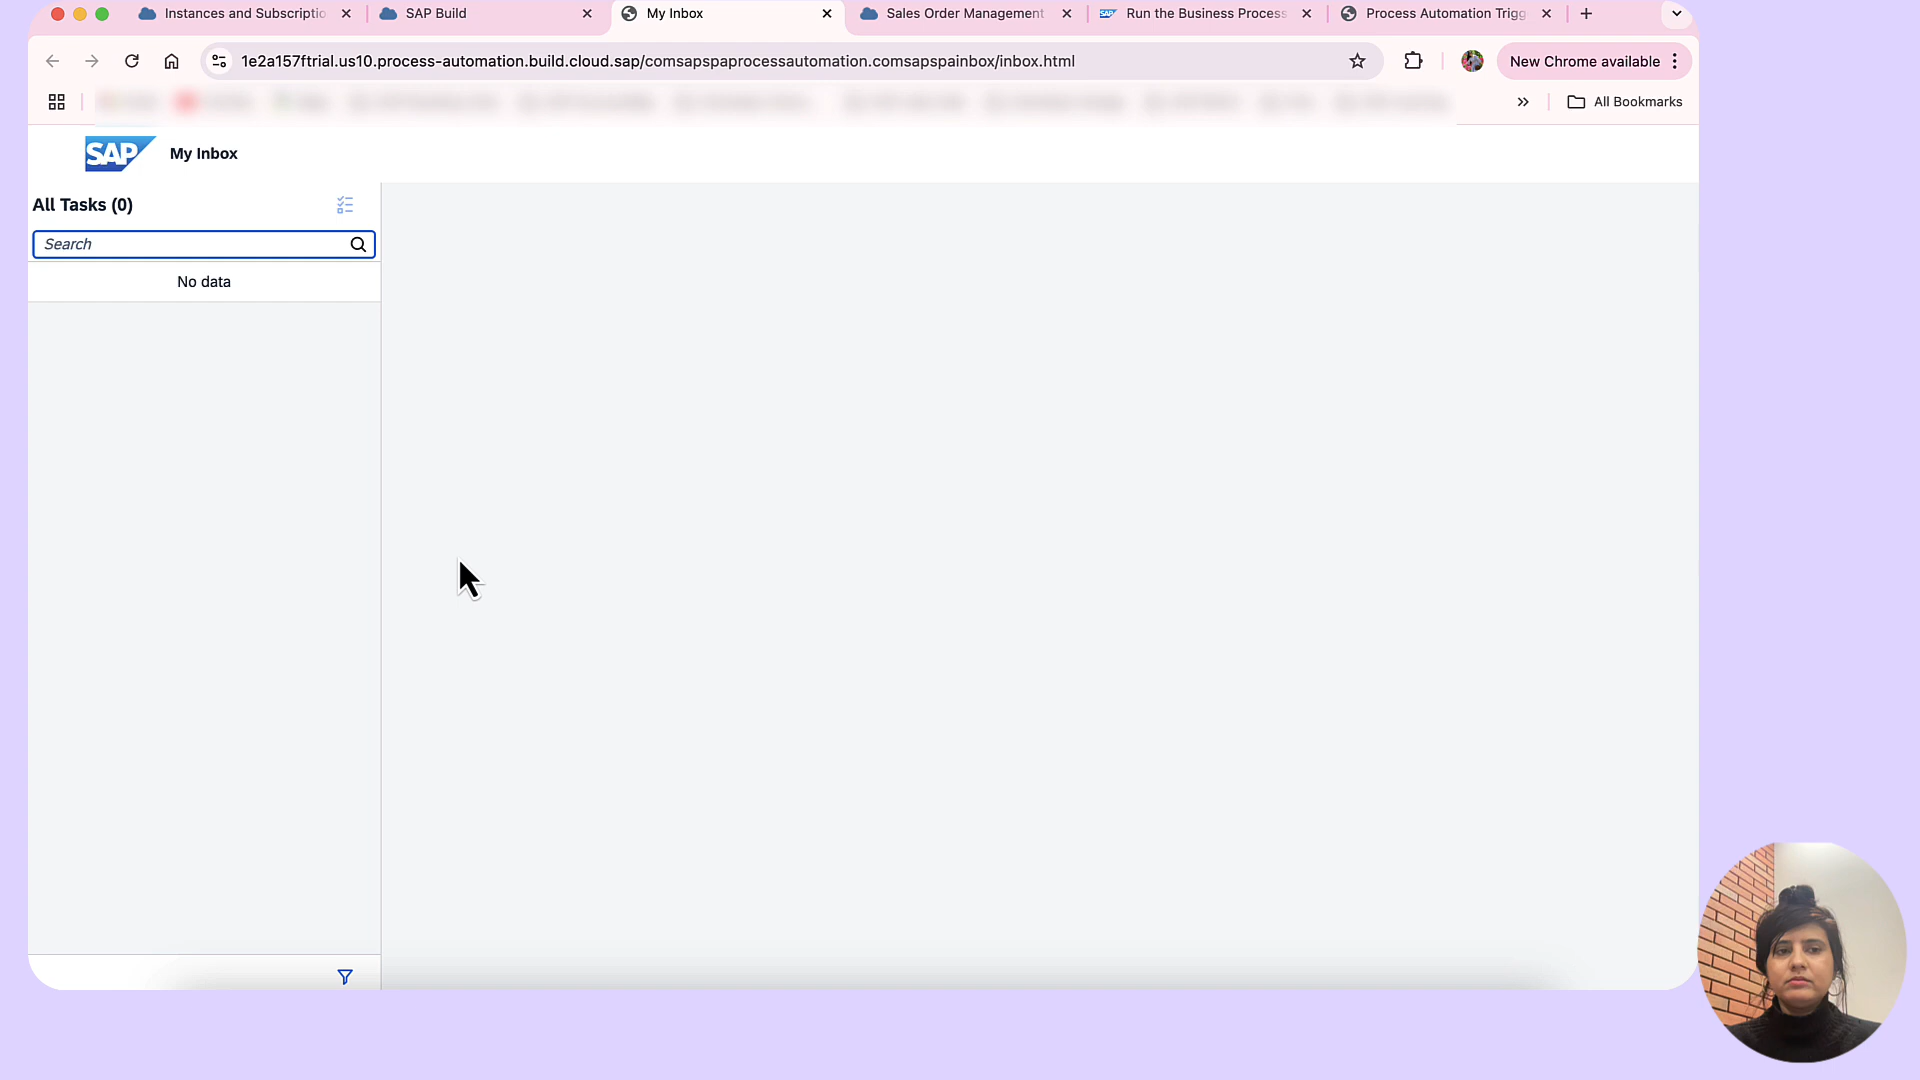 Instances and Subscriptio
SAP Build
My Inbox
Sales Order Management
SAP Run the Business Process
Process Automation Trigg
1e2a157ftrial.us10.process-automation.build.cloud.sap/comsapspaprocessautomation.comsapspainbox/inbox.html
New Chrome available
All Bookmarks
SAP My Inbox
All Tasks (0)
Search
No data